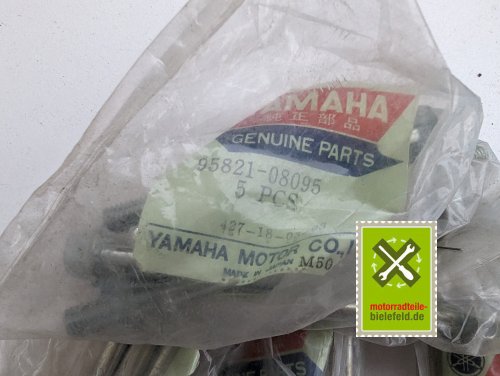 YAMAHA
純正部品
GENUINE PARTS
95821-08095
5 PCS
YAMAHA MOTOR CO.,
MADE IN JAPAN M50
motorradteile-
bielefeld.de